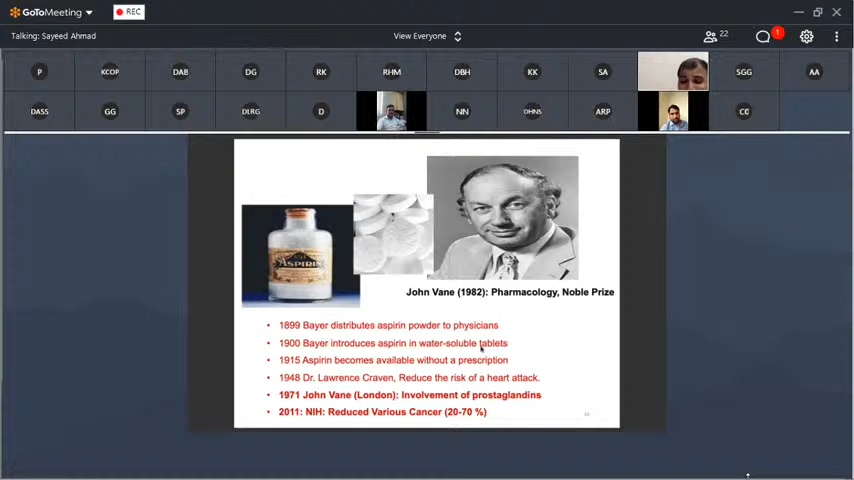 GoToMeeting
REC
Talking: Sayeed Ahmad
View Everyone
22
1
P KCOP DAB DG RK RHM DBH KK SA SGG AA
DASS GG SP DLRG D NN DHNS ARP
ASPIRIN
John Vane (1982): Pharmacology, Noble Prize
• 1899 Bayer distributes aspirin powder to physicians
• 1900 Bayer introduces aspirin in water-soluble tablets
• 1915 Aspirin becomes available without a prescription
• 1948 Dr. Lawrence Craven, Reduce the risk of a heart attack.
• 1971 John Vane (London): Involvement of prostaglandins
• 2011: NIH: Reduced Various Cancer (20-70 %)